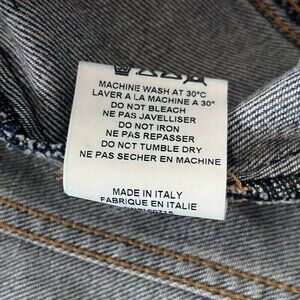 MACHINE WASH AT 30°C
LAVER A LA MACHINE A 30°
DO NOT BLEACH
NE PAS JAVELLISER
DO NOT IRON
NE PAS REPASSER
DO NOT TUMBLE DRY
NE PAS SECHER EN MACHINE
MADE IN ITALY
FABRIQUE EN ITALIE